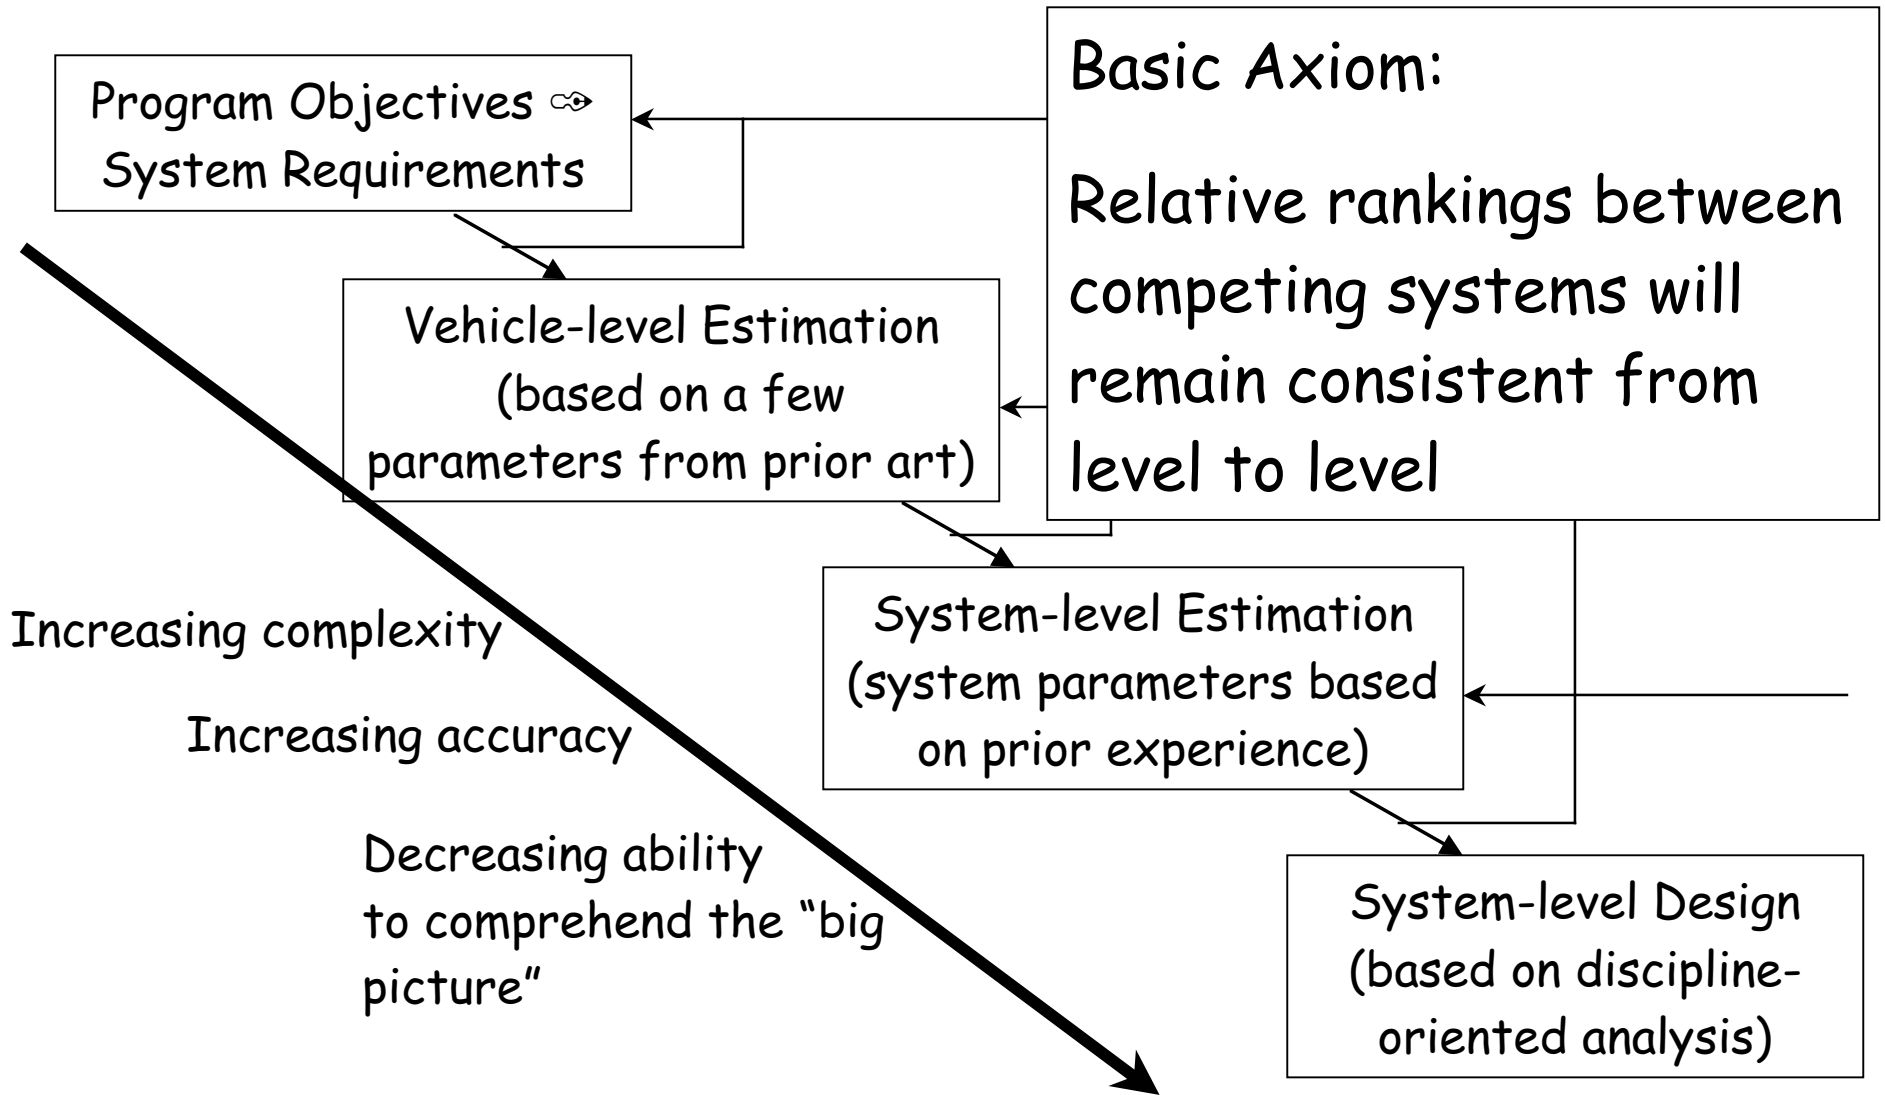 Program Objectives ✑
System Requirements
Basic Axiom:
Relative rankings between
competing systems will
remain consistent from
level to level
Vehicle-level Estimation
(based on a few
parameters from prior art)
System-level Estimation
(system parameters based
on prior experience)
Increasing complexity
Increasing accuracy
Decreasing ability
to comprehend the “big
picture”
System-level Design
(based on discipline-
oriented analysis)